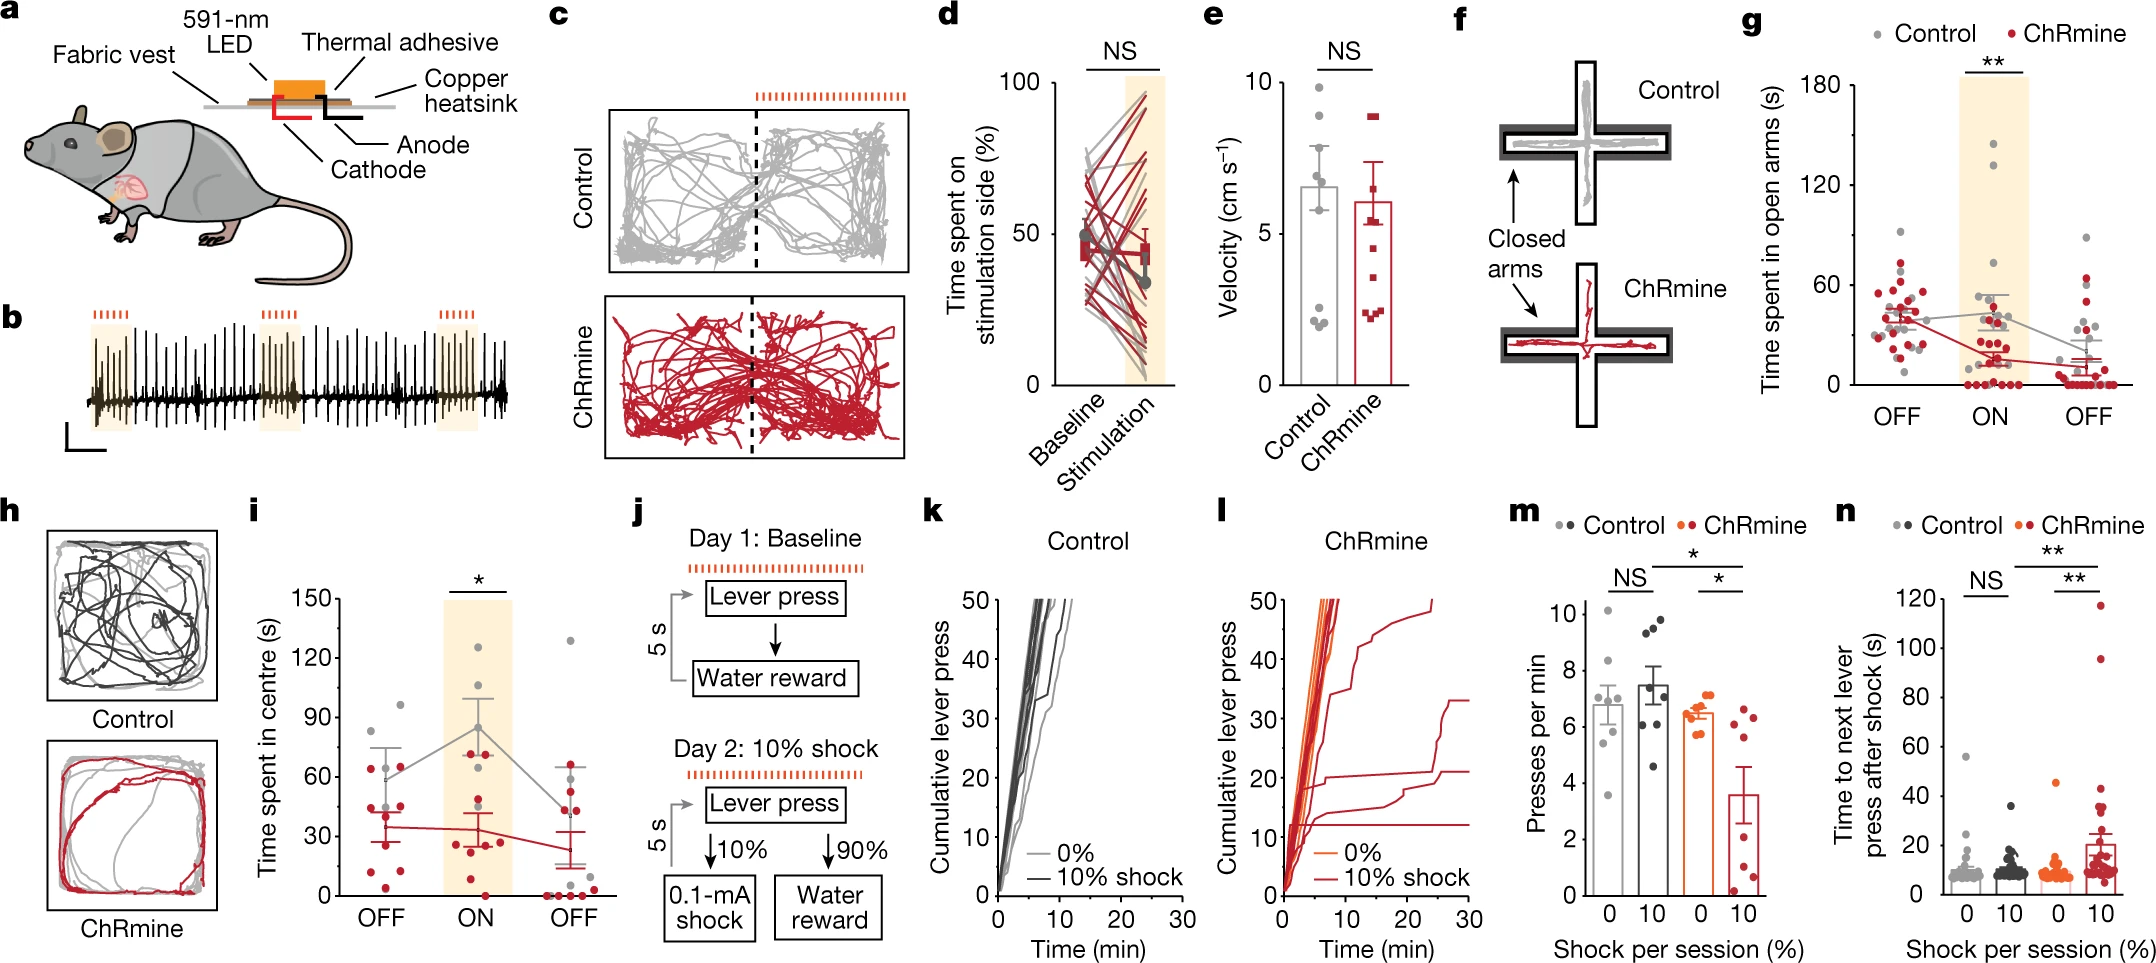 a
591-nm
LED
Fabric vest
Thermal adhesive
Copper
heatsink
Anode
Cathode
b
c
Control
ChRmine
d
NS
100
50
0
Time spent on
stimulation side (%)
Baseline
Stimulation
e
NS
10
5
0
Velocity (cm s⁻¹)
Control
ChRmine
f
Control
Closed
arms
ChRmine
g
Control
ChRmine
**
180
120
60
0
Time spent in open arms (s)
OFF
ON
OFF
h
Control
ChRmine
i
*
150
120
90
60
30
0
Time spent in centre (s)
OFF
ON
OFF
j
Day 1: Baseline
Lever press
5 s
Water reward
Day 2: 10% shock
Lever press
5 s
10%
90%
0.1-mA
shock
Water
reward
k
Control
50
40
30
20
10
0
Cumulative lever press
0%
10% shock
0
10
20
30
Time (min)
l
ChRmine
50
40
30
20
10
0
Cumulative lever press
0%
10% shock
0
10
20
30
Time (min)
m
Control
ChRmine
*
NS
*
10
8
6
4
2
0
Presses per min
0
10
0
10
Shock per session (%)
n
Control
ChRmine
**
NS
**
120
100
80
60
40
20
0
Time to next lever
press after shock (s)
0
10
0
10
Shock per session (%)